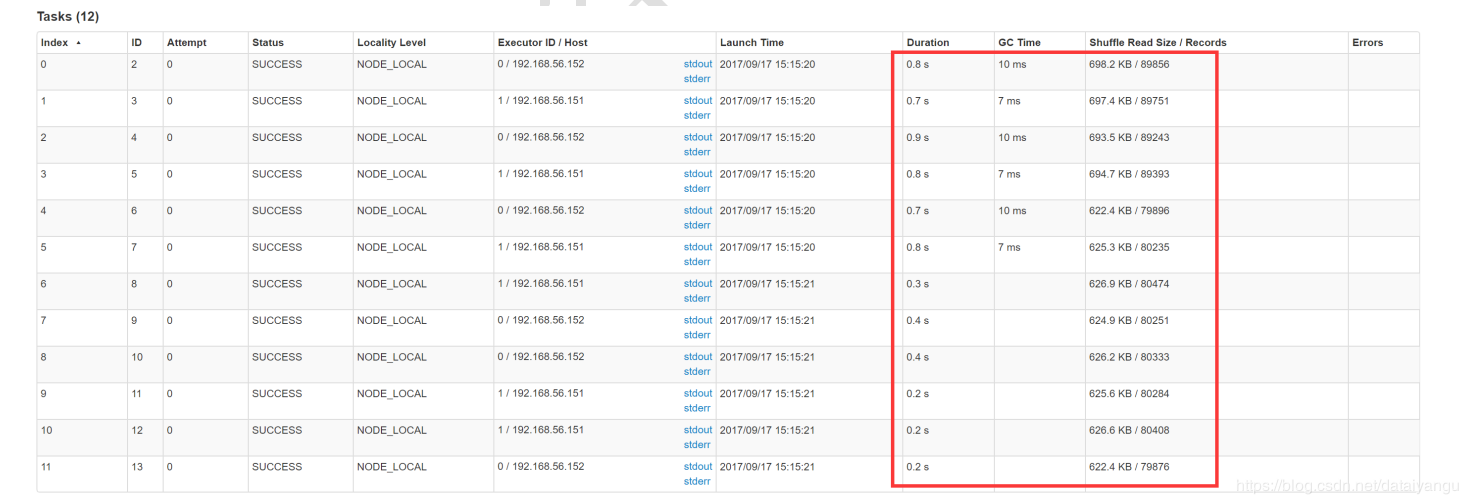 Tasks (12)
Index ID Attempt Status Locality Level Executor ID / Host Launch Time Duration GC Time Shuffle Read Size / Records Errors
0 2 0 SUCCESS NODE_LOCAL 0 / 192.168.56.152 stdout 2017/09/17 15:15:20 0.8 s 10 ms 698.2 KB / 89856
stderr
1 3 0 SUCCESS NODE_LOCAL 1 / 192.168.56.151 stdout 2017/09/17 15:15:20 0.7 s 7 ms 697.4 KB / 89751
stderr
2 4 0 SUCCESS NODE_LOCAL 0 / 192.168.56.152 stdout 2017/09/17 15:15:20 0.9 s 10 ms 693.5 KB / 89243
stderr
3 5 0 SUCCESS NODE_LOCAL 1 / 192.168.56.151 stdout 2017/09/17 15:15:20 0.8 s 7 ms 694.7 KB / 89393
stderr
4 6 0 SUCCESS NODE_LOCAL 0 / 192.168.56.152 stdout 2017/09/17 15:15:20 0.7 s 10 ms 622.4 KB / 79896
stderr
5 7 0 SUCCESS NODE_LOCAL 1 / 192.168.56.151 stdout 2017/09/17 15:15:20 0.8 s 7 ms 625.3 KB / 80235
stderr
6 8 0 SUCCESS NODE_LOCAL 1 / 192.168.56.151 stdout 2017/09/17 15:15:21 0.3 s 626.9 KB / 80474
stderr
7 9 0 SUCCESS NODE_LOCAL 0 / 192.168.56.152 stdout 2017/09/17 15:15:21 0.4 s 624.9 KB / 80251
stderr
8 10 0 SUCCESS NODE_LOCAL 0 / 192.168.56.152 stdout 2017/09/17 15:15:21 0.4 s 626.2 KB / 80333
stderr
9 11 0 SUCCESS NODE_LOCAL 1 / 192.168.56.151 stdout 2017/09/17 15:15:21 0.2 s 625.6 KB / 80284
stderr
10 12 0 SUCCESS NODE_LOCAL 1 / 192.168.56.151 stdout 2017/09/17 15:15:21 0.2 s 626.6 KB / 80408
stderr
11 13 0 SUCCESS NODE_LOCAL 0 / 192.168.56.152 stdout 2017/09/17 15:15:21 0.2 s 622.4 KB / 79876
stderr
https://blog.csdn.net/dataiyangu